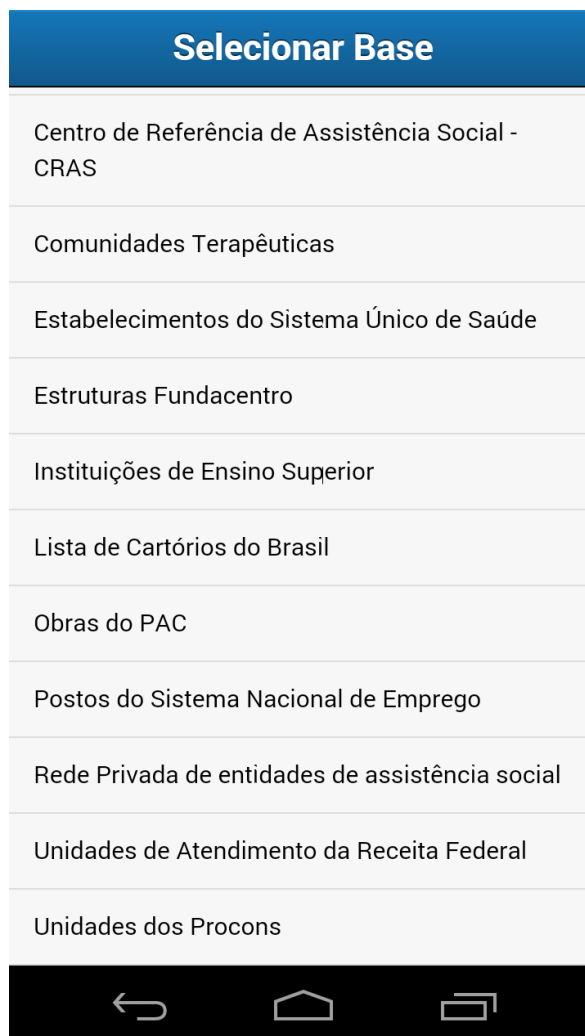 Selecionar Base
Centro de Referência de Assistência Social -
CRAS
Comunidades Terapêuticas
Estabelecimentos do Sistema Único de Saúde
Estruturas Fundacentro
Instituições de Ensino Superior
Lista de Cartórios do Brasil
Obras do PAC
Postos do Sistema Nacional de Emprego
Rede Privada de entidades de assistência social
Unidades de Atendimento da Receita Federal
Unidades dos Procons